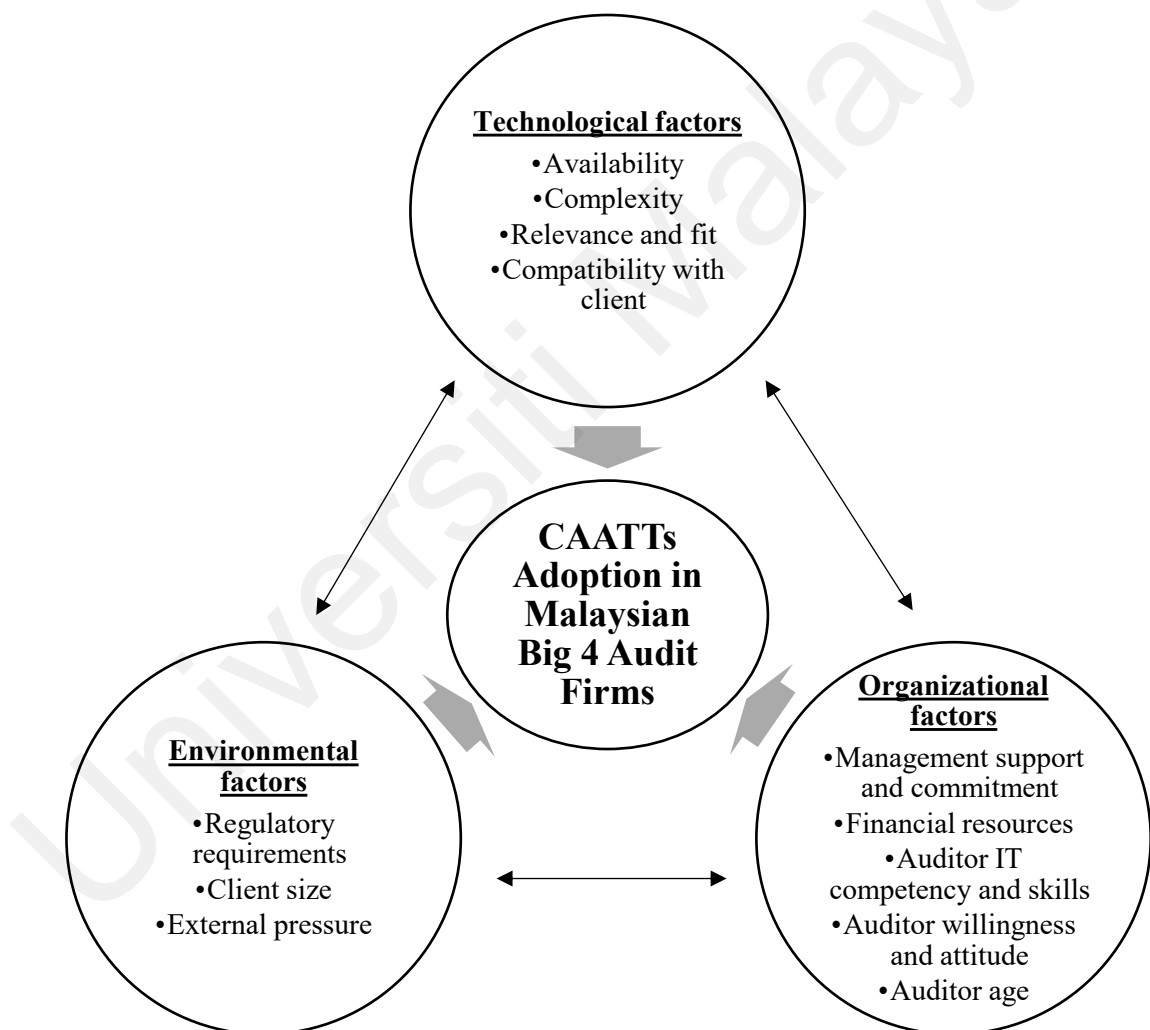 Technological factors
•Availability
•Complexity
•Relevance and fit
•Compatibility with
client
CAATTs
Adoption in
Malaysian
Big 4 Audit
Firms
Environmental
factors
•Regulatory
requirements
•Client size
•External pressure
Organizational
factors
•Management support
and commitment
•Financial resources
•Auditor IT
competency and skills
•Auditor willingness
and attitude
•Auditor age
Universiti Malay